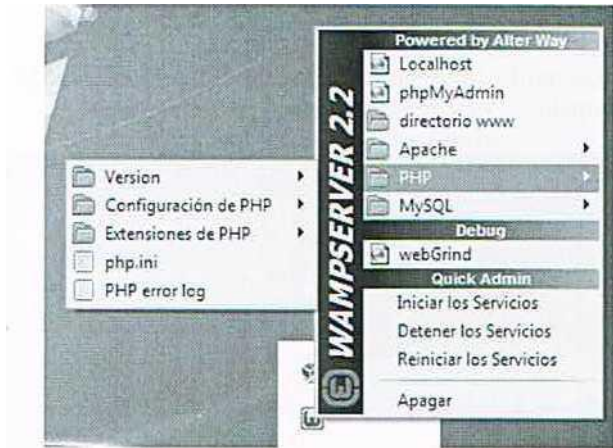 Powered by Alter Way
Localhost
phpMyAdmin
directorio www
Apache
PHP
MySQL
Debug
webGrind
Quick Admin
Iniciar los Servicios
Detener los Servicios
Reiniciar los Servicios
Apagar
WAMPSERVER 2.2
Version
Configuración de PHP
Extensiones de PHP
php.ini
PHP error log